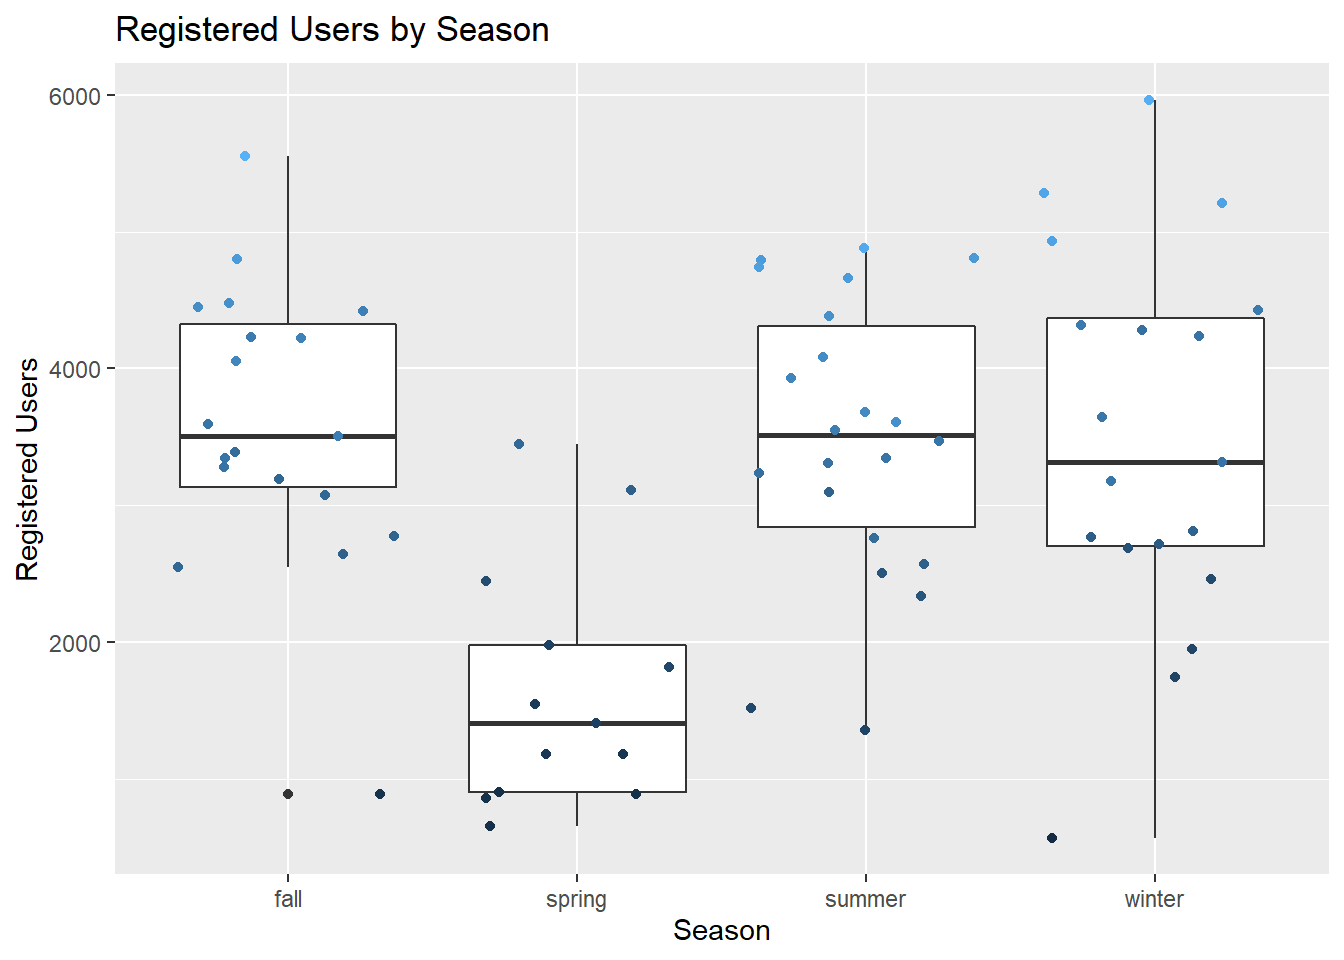 Registered Users by Season
Registered Users
6000
4000
2000
fall
spring
summer
winter
Season